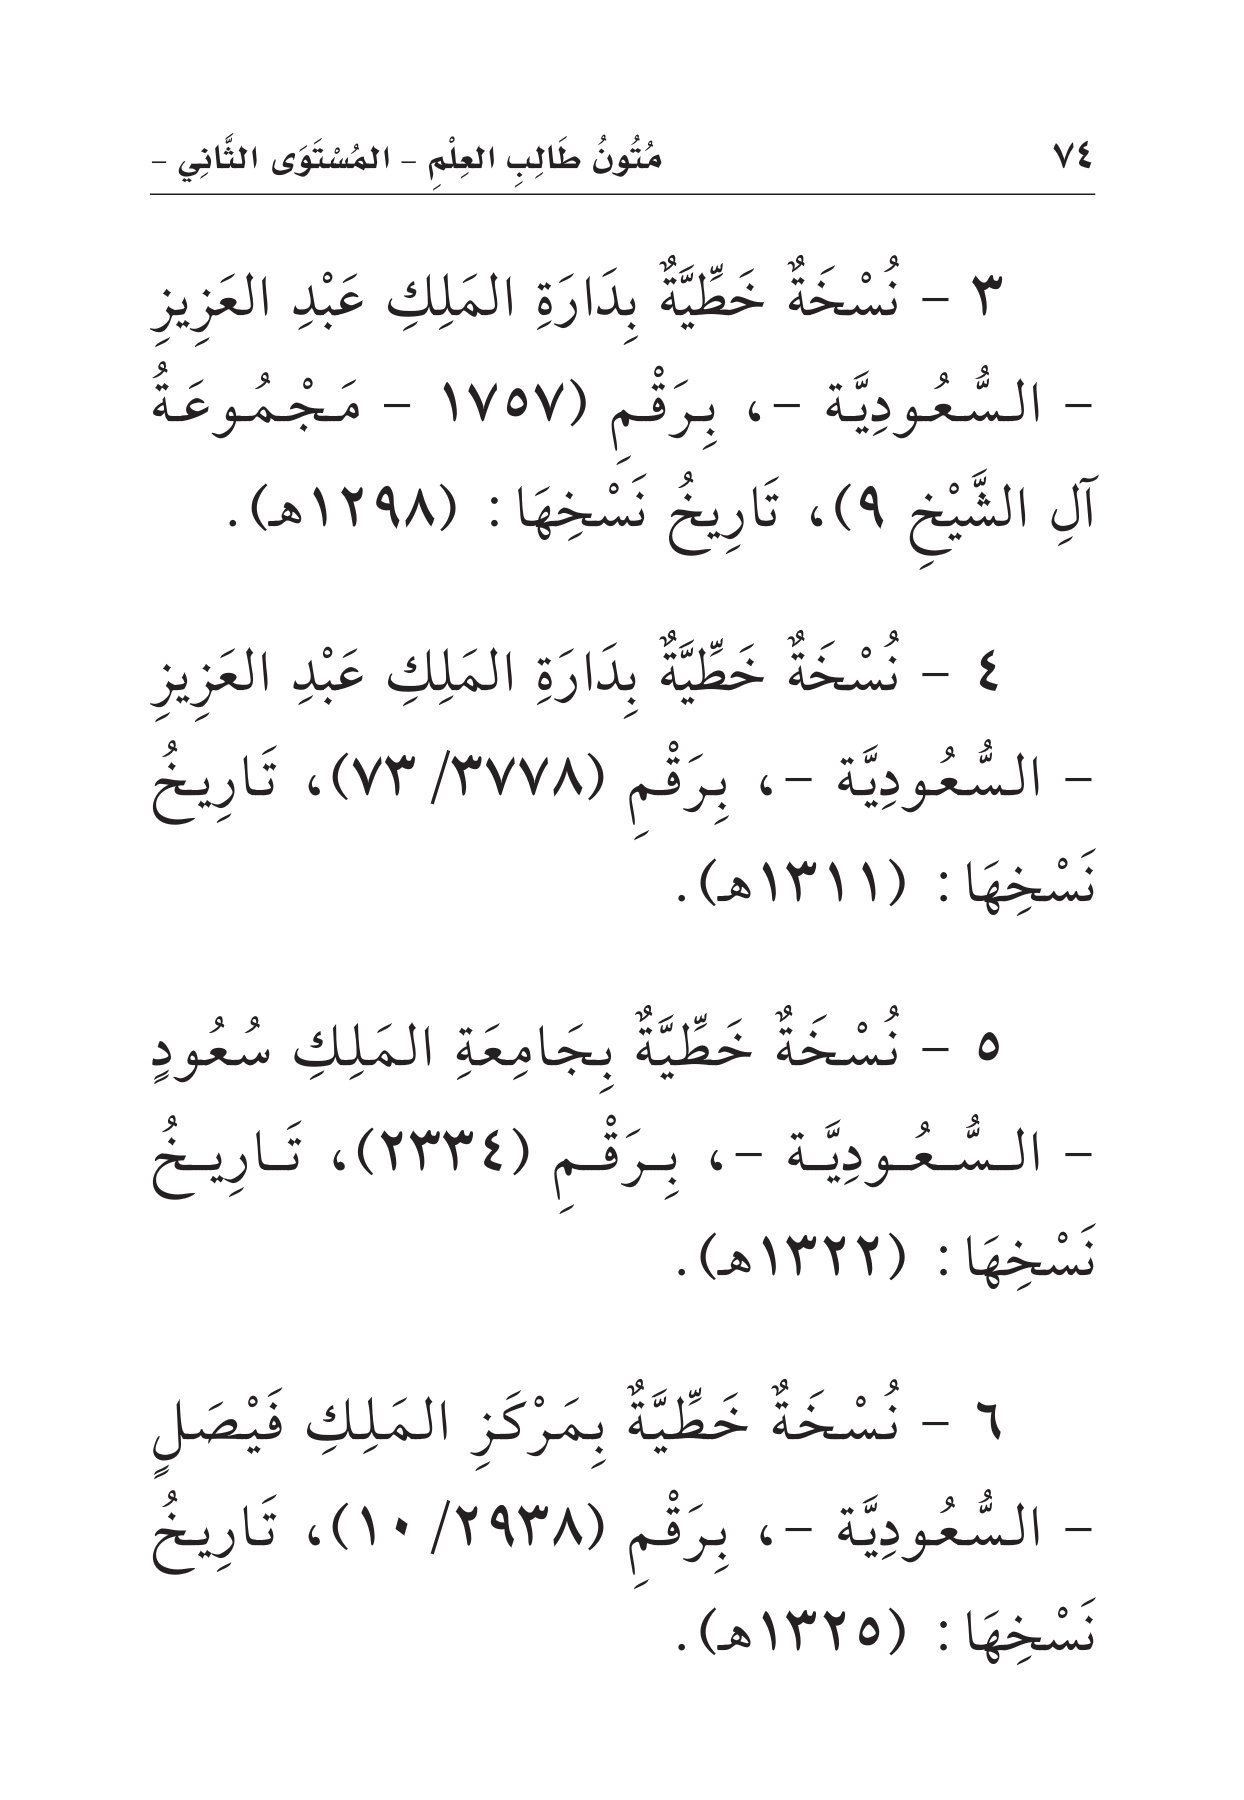 ٧٤ مُتُونُ طَالِبِ العِلْمِ – المُسْتَوَى الثَّانِي –
٣ – نُسْخَةٌ خَطِّيَّةٌ بِدَارَةِ المَلِكِ عَبْدِ العَزِيزِ
– السُّعُودِيَّة –، بِرَقْمِ (١٧٥٧ – مَجْمُوعَةُ
آلِ الشَّيْخِ ٩)، تَارِيخُ نَسْخِهَا: (١٢٩٨هـ).
٤ – نُسْخَةٌ خَطِّيَّةٌ بِدَارَةِ المَلِكِ عَبْدِ العَزِيزِ
– السُّعُودِيَّة –، بِرَقْمِ (٣٧٧٨/ ٧٣)، تَارِيخُ
نَسْخِهَا: (١٣١١هـ).
٥ – نُسْخَةٌ خَطِّيَّةٌ بِجَامِعَةِ المَلِكِ سُعُودٍ
– السُّعُودِيَّة –، بِرَقْمِ (٢٣٣٤)، تَارِيخُ
نَسْخِهَا: (١٣٢٢هـ).
٦ – نُسْخَةٌ خَطِّيَّةٌ بِمَرْكَزِ المَلِكِ فَيْصَلٍ
– السُّعُودِيَّة –، بِرَقْمِ (٢٩٣٨/ ١٠)، تَارِيخُ
نَسْخِهَا: (١٣٢٥هـ).